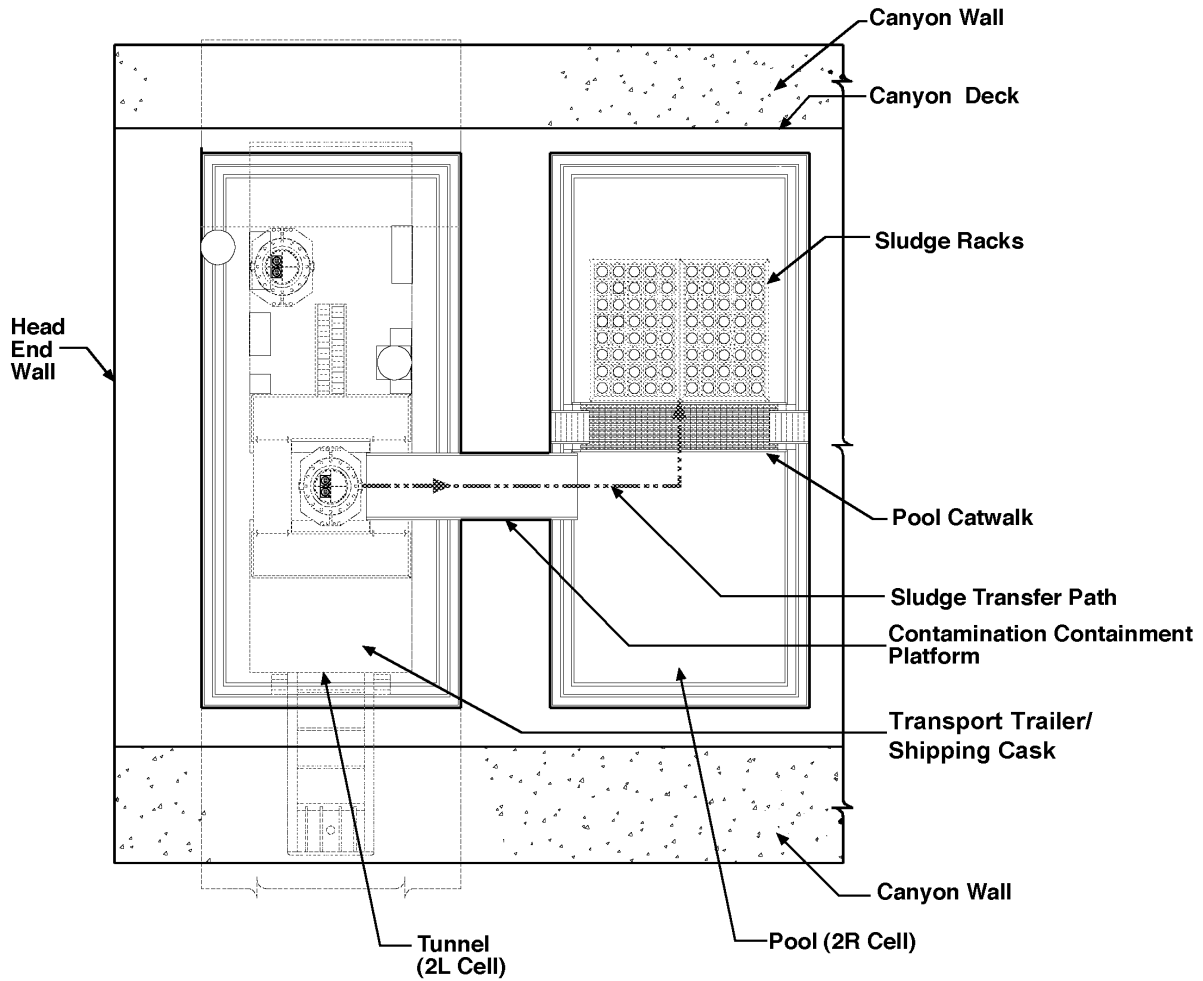 Canyon Wall
Canyon Deck
Sludge Racks
Head
End
Wall
Pool Catwalk
Sludge Transfer Path
Contamination Containment
Platform
Transport Trailer/
Shipping Cask
Canyon Wall
Pool (2R Cell)
Tunnel
(2L Cell)